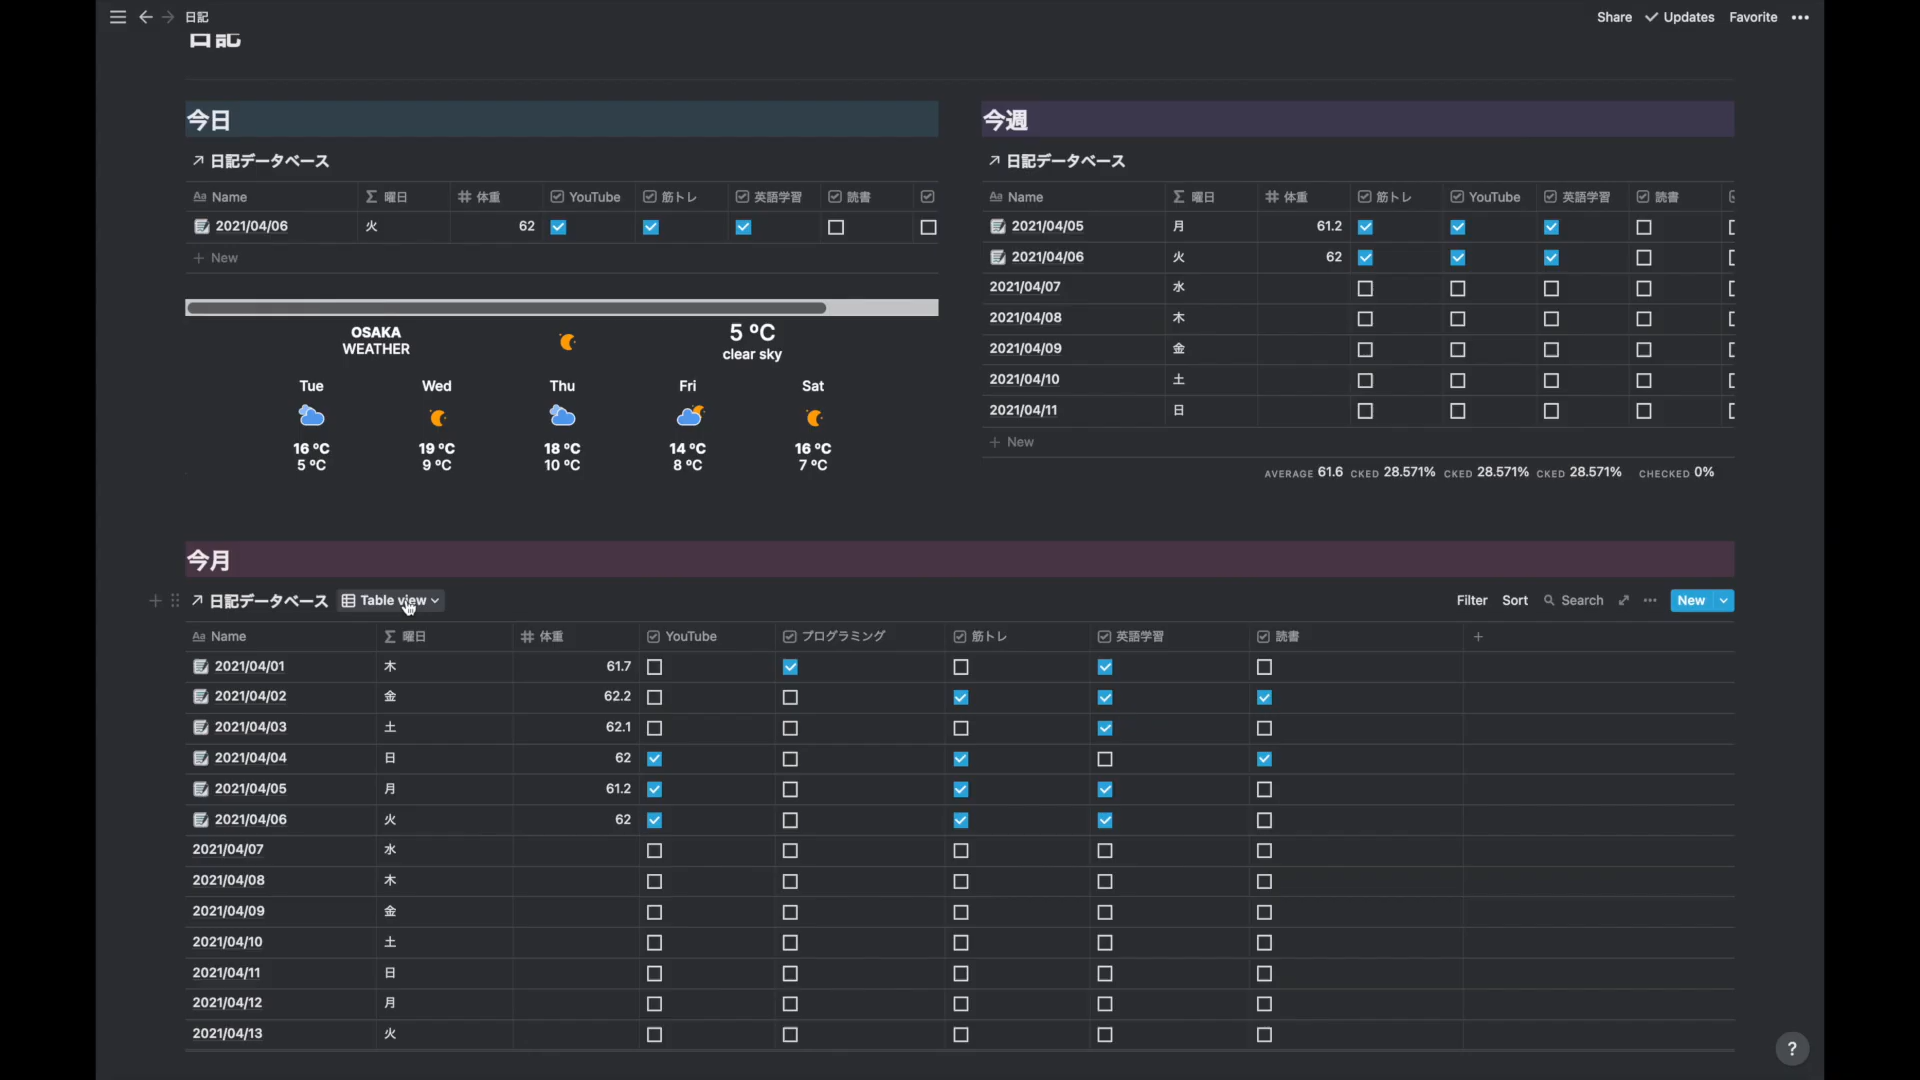 日記
Share Updates Favorite
日記
今日
日記データベース
Name 曜日 体重 YouTube 筋トレ 英語学習 読書
2021/04/06 火 62
New
OSAKA
WEATHER
5 ºC
clear sky
Tue Wed Thu Fri Sat
16 ºC 19 ºC 18 ºC 14 ºC 16 ºC
5 ºC 9 ºC 10 ºC 8 ºC 7 ºC
今週
日記データベース
Name 曜日 体重 筋トレ YouTube 英語学習 読書
2021/04/05 月 61.2
2021/04/06 火 62
2021/04/07 水
2021/04/08 木
2021/04/09 金
2021/04/10 土
2021/04/11 日
New
AVERAGE 61.6 CKED 28.571% CKED 28.571% CKED 28.571% CHECKED 0%
今月
日記データベース Table view Filter Sort Search New
Name 曜日 体重 YouTube プログラミング 筋トレ 英語学習 読書
2021/04/01 木 61.7
2021/04/02 金 62.2
2021/04/03 土 62.1
2021/04/04 日 62
2021/04/05 月 61.2
2021/04/06 火 62
2021/04/07 水
2021/04/08 木
2021/04/09 金
2021/04/10 土
2021/04/11 日
2021/04/12 月
2021/04/13 火
?